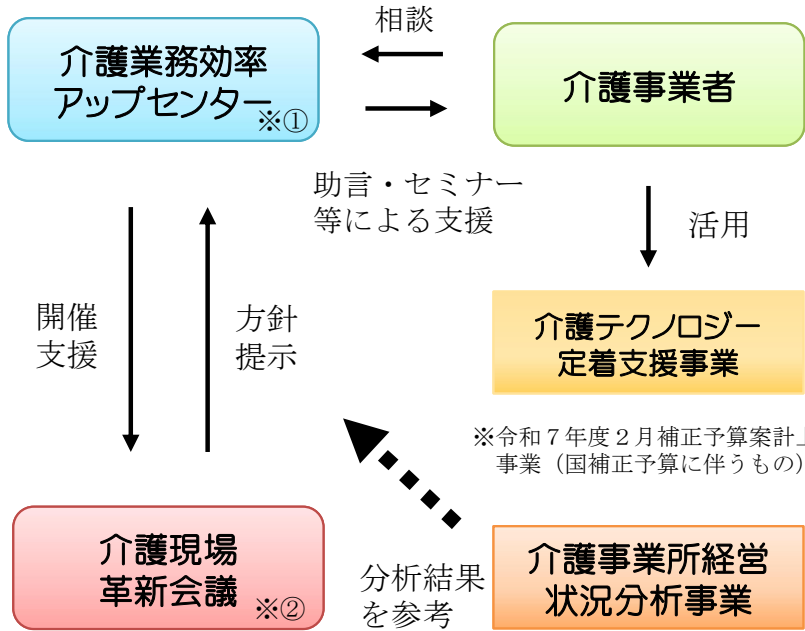 相談
介護業務効率
アップセンター
※①
介護事業者
助言・セミナー
等による支援
活用
開催
支援
方針
提示
介護テクノロジー
定着支援事業
※令和７年度２月補正予算案計上
事業（国補正予算に伴うもの）
介護現場
革新会議
※②
分析結果
を参考
介護事業所経営
状況分析事業